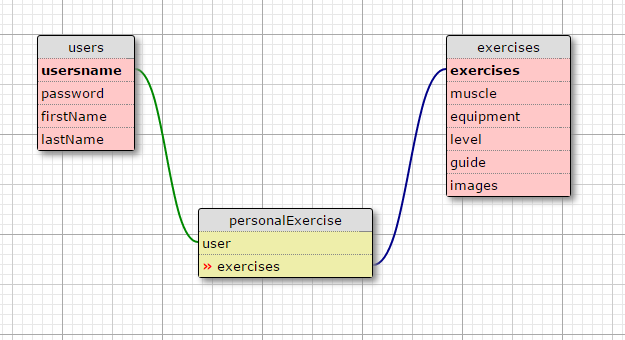 users
usersname
password
firstName
lastName
exercises
exercises
muscle
equipment
level
guide
images
personalExercise
user
» exercises